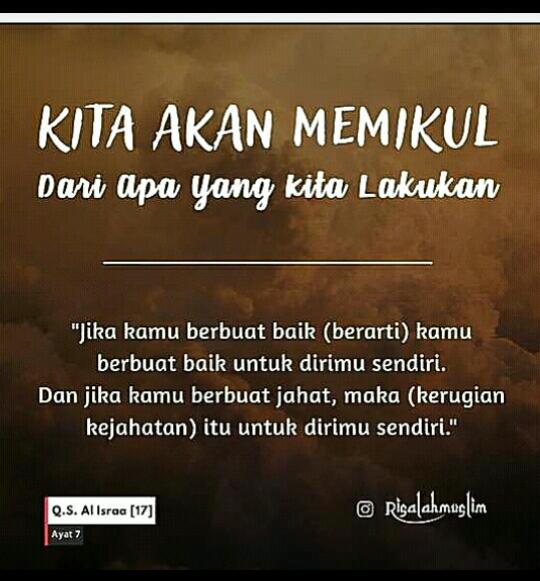 KITA AKAN MEMIKUL
Dari Apa Yang Kita Lakukan
"Jika kamu berbuat baik (berarti) kamu
berbuat baik untuk dirimu sendiri.
Dan jika kamu berbuat jahat, maka (kerugian
kejahatan) itu untuk dirimu sendiri."
Q.S. Al Israa [17]
Ayat 7
Risalahmuslim